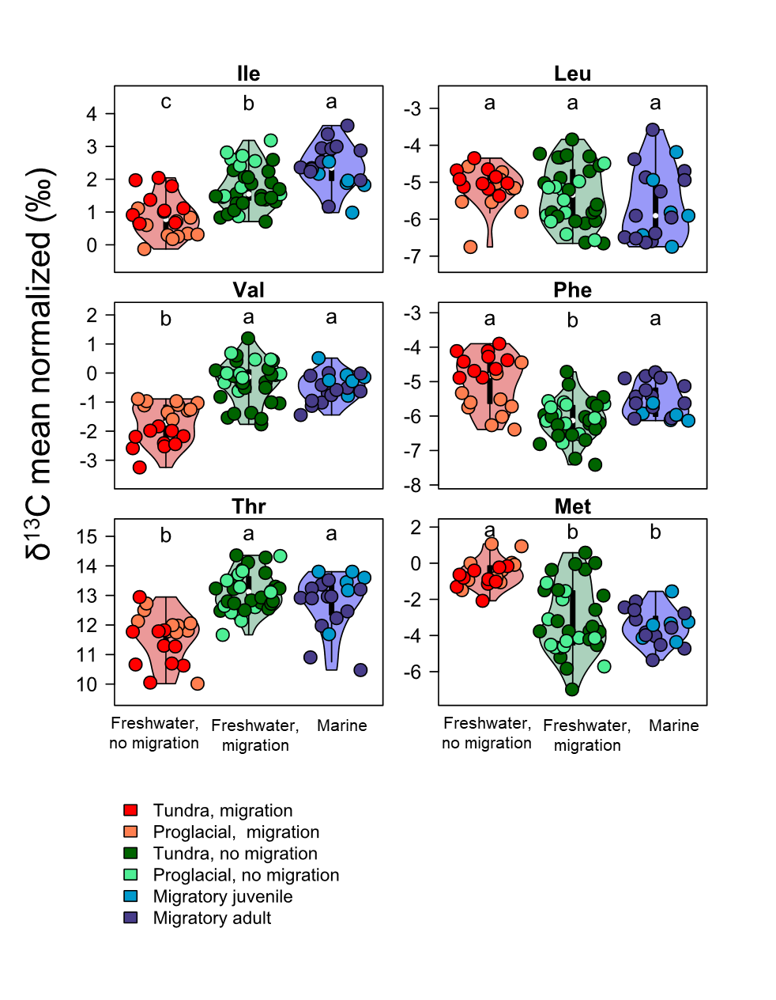 Ile
Leu
c b a
a a a
4
3
2
1
0
-3
-4
-5
-6
-7
Val
Phe
b a a
a b a
2
1
0
-1
-2
-3
-3
-4
-5
-6
-7
-8
δ13C mean normalized (‰)
Thr
Met
b a a
a b b
15
14
13
12
11
10
2
0
-2
-4
-6
Freshwater,
no migration
Freshwater,
migration
Marine
Freshwater,
no migration
Freshwater,
migration
Marine
Tundra, migration
Proglacial, migration
Tundra, no migration
Proglacial, no migration
Migratory juvenile
Migratory adult